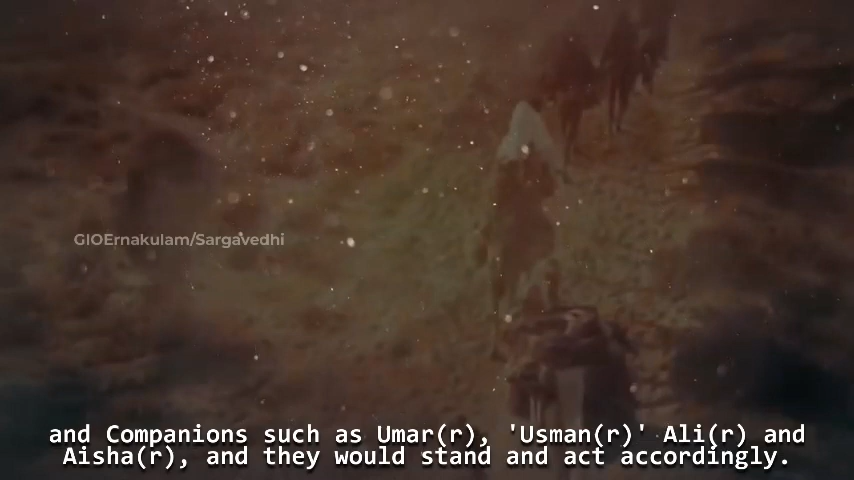 GIOErnakulam/Sargavedhi
and Companions such as Umar(r), 'Usman(r)' Ali(r) and
Aisha(r), and they would stand and act accordingly.